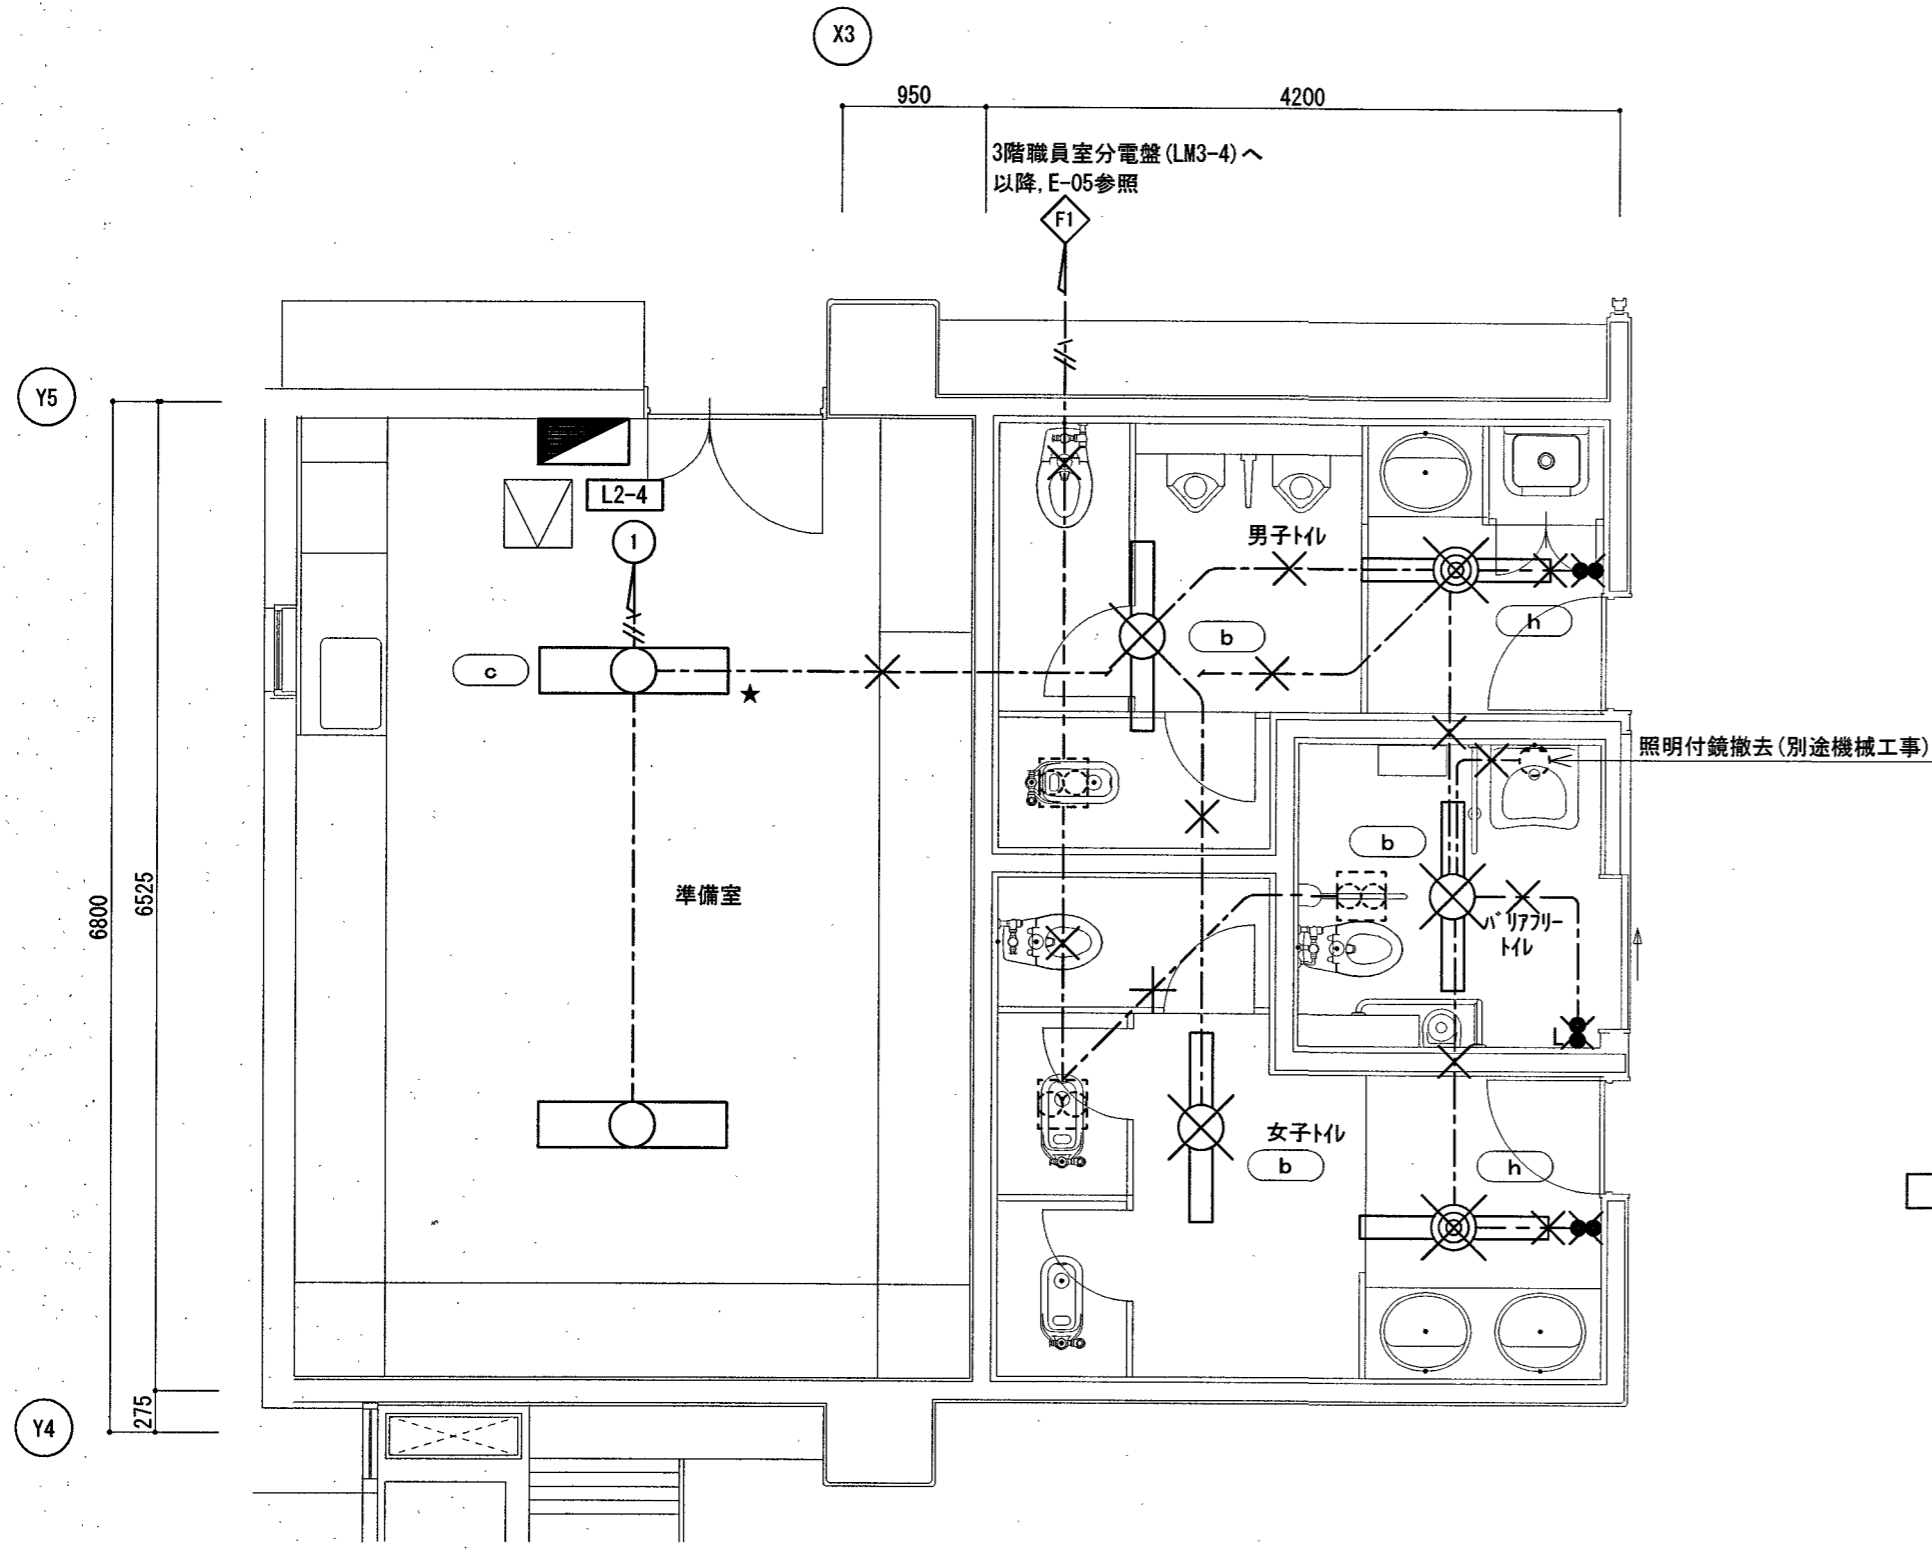 X3
950
4200
3階職員室分電盤(LM3-4)へ
以降,E-05参照
F1
Y5
L2-4
1
男子トイレ
b
h
c
★
照明付鏡撤去(別途機械工事)
b
準備室
6800
6525
バリアフリー
トイレ
L
女子トイレ
b
h
275
Y4